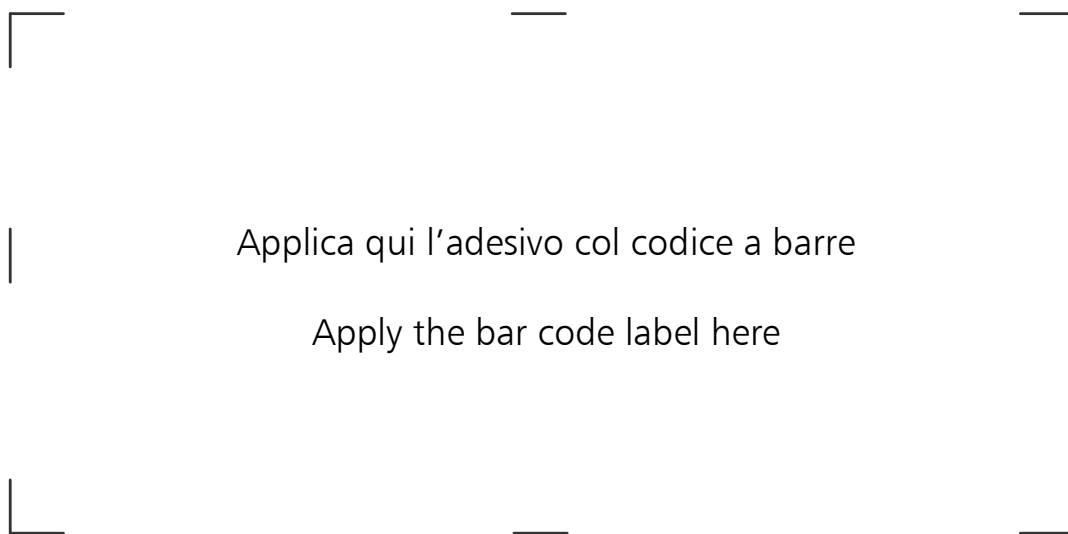 Applica qui l’adesivo col codice a barre
Apply the bar code label here